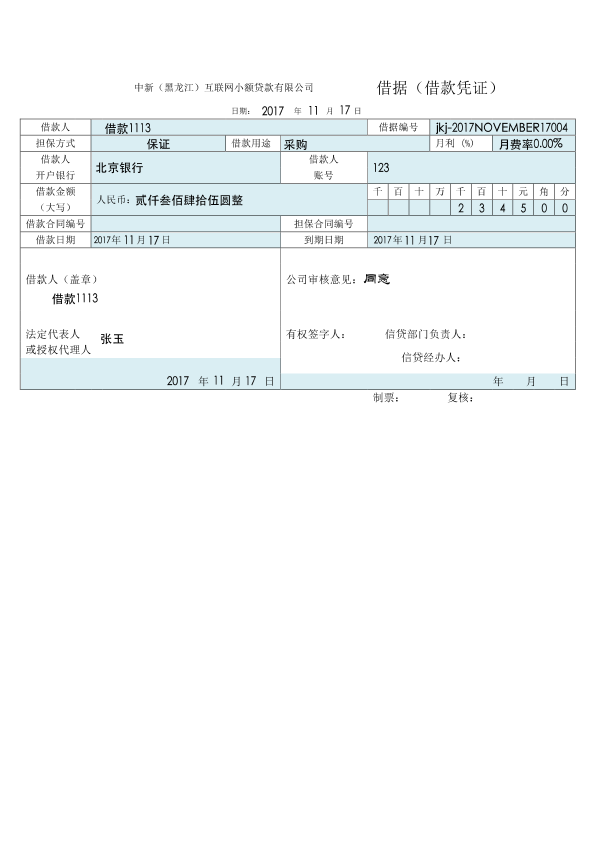 中新（黑龙江）互联网小额贷款有限公司 借据（借款凭证）
日期： 2017 年 11 月 17 日
借款人 借款1113 借据编号 jkj-2017NOVEMBER17004
担保方式 保证 借款用途 采购 月利（%） 月费率0.00%
借款人 开户银行 北京银行 借款人 账号 123
借款金额 （大写） 人民币：贰仟叁佰肆拾伍圆整 千 百 十 万 千 百 十 元 角 分
2 3 4 5 0 0
借款合同编号 担保合同编号
借款日期 2017年 11月17 日 到期日期 2017年 11月17 日
借款人（盖章） 公司审核意见： 同意
借款1113
法定代表人 或授权代理人 张玉 有权签字人： 信贷部门负责人：
信贷经办人：
2017 年 11 月 17 日 年 月 日
制票： 复核：